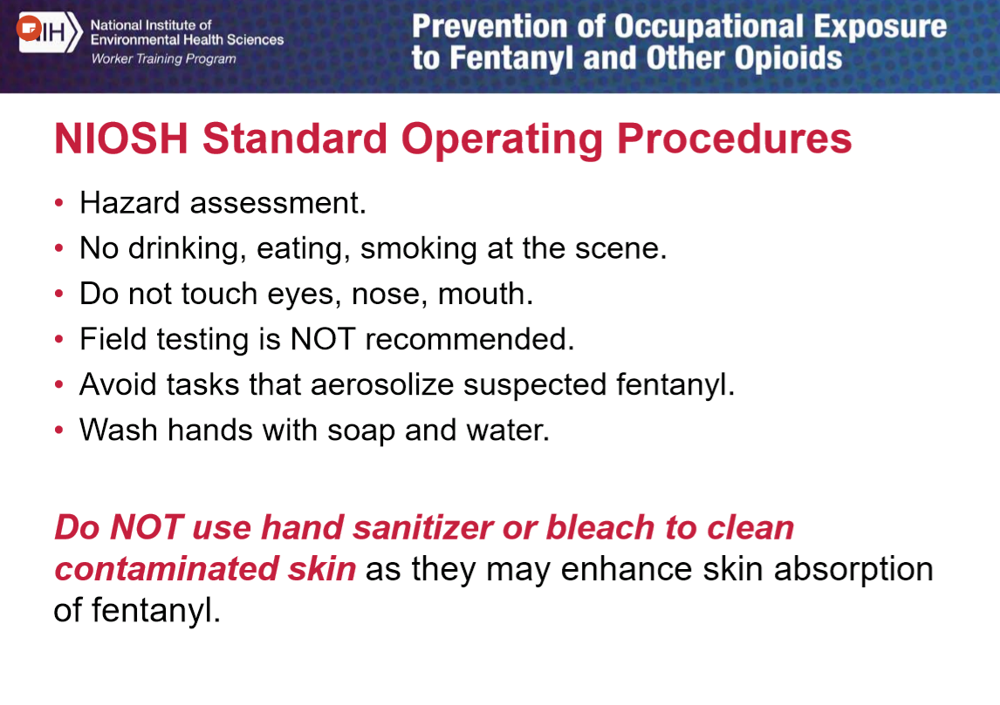 NIH
National Institute of
Environmental Health Sciences
Worker Training Program
Prevention of Occupational Exposure
to Fentanyl and Other Opioids
NIOSH Standard Operating Procedures
• Hazard assessment.
• No drinking, eating, smoking at the scene.
• Do not touch eyes, nose, mouth.
• Field testing is NOT recommended.
• Avoid tasks that aerosolize suspected fentanyl.
• Wash hands with soap and water.
Do NOT use hand sanitizer or bleach to clean
contaminated skin as they may enhance skin absorption
of fentanyl.